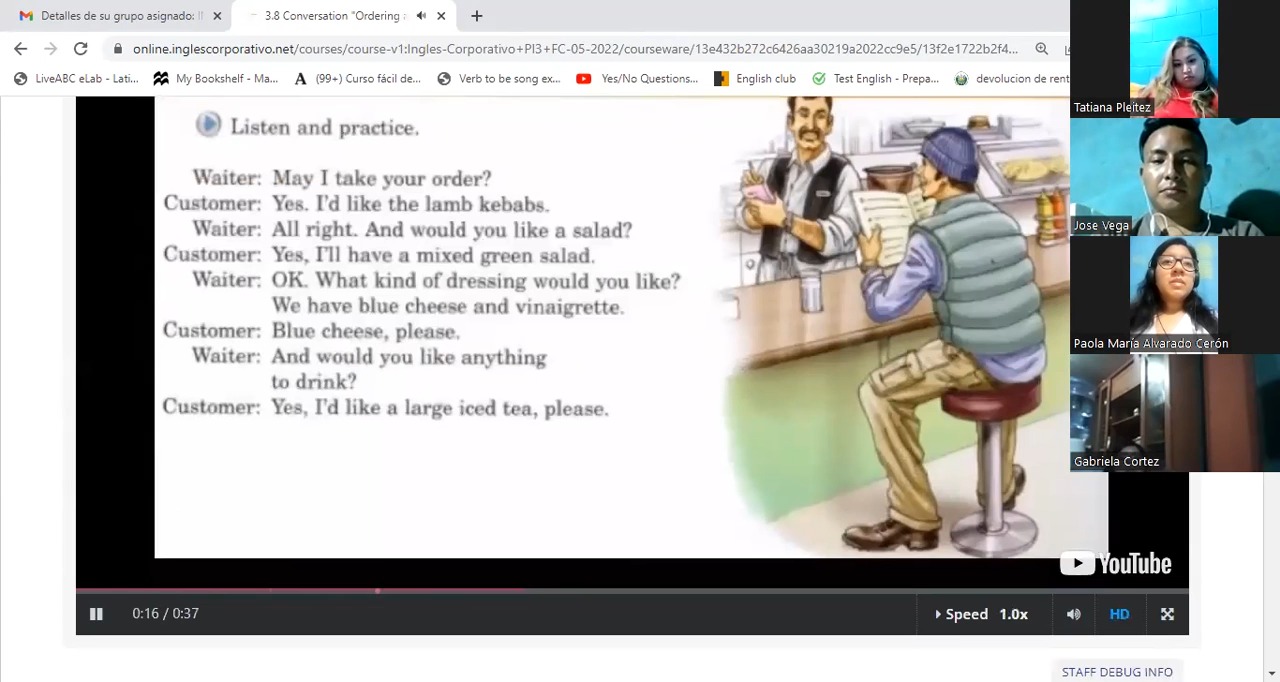 Detalles de su grupo asignado: I
3.8 Conversation "Ordering a
online.inglescorporativo.net/courses/course-v1:Ingles-Corporativo+PI3+FC-05-2022/courseware/13e432b272c6426aa30219a2022cc9e5/13f2e1722b2f4...
LiveABC eLab - Lati...
My Bookshelf - Ma...
(99+) Curso fácil de...
Verb to be song ex...
Yes/No Questions...
English club
Test English - Prepa...
devolucion de rent
Tatiana Pleitez
Jose Vega
Paola María Alvarado Cerón
Gabriela Cortez
Listen and practice.
Waiter: May I take your order?
Customer: Yes. I'd like the lamb kebabs.
Waiter: All right. And would you like a salad?
Customer: Yes, I'll have a mixed green salad.
Waiter: OK. What kind of dressing would you like?
We have blue cheese and vinaigrette.
Customer: Blue cheese, please.
Waiter: And would you like anything
to drink?
Customer: Yes, I'd like a large iced tea, please.
YouTube
0:16 / 0:37
Speed 1.0x
HD
STAFF DEBUG INFO